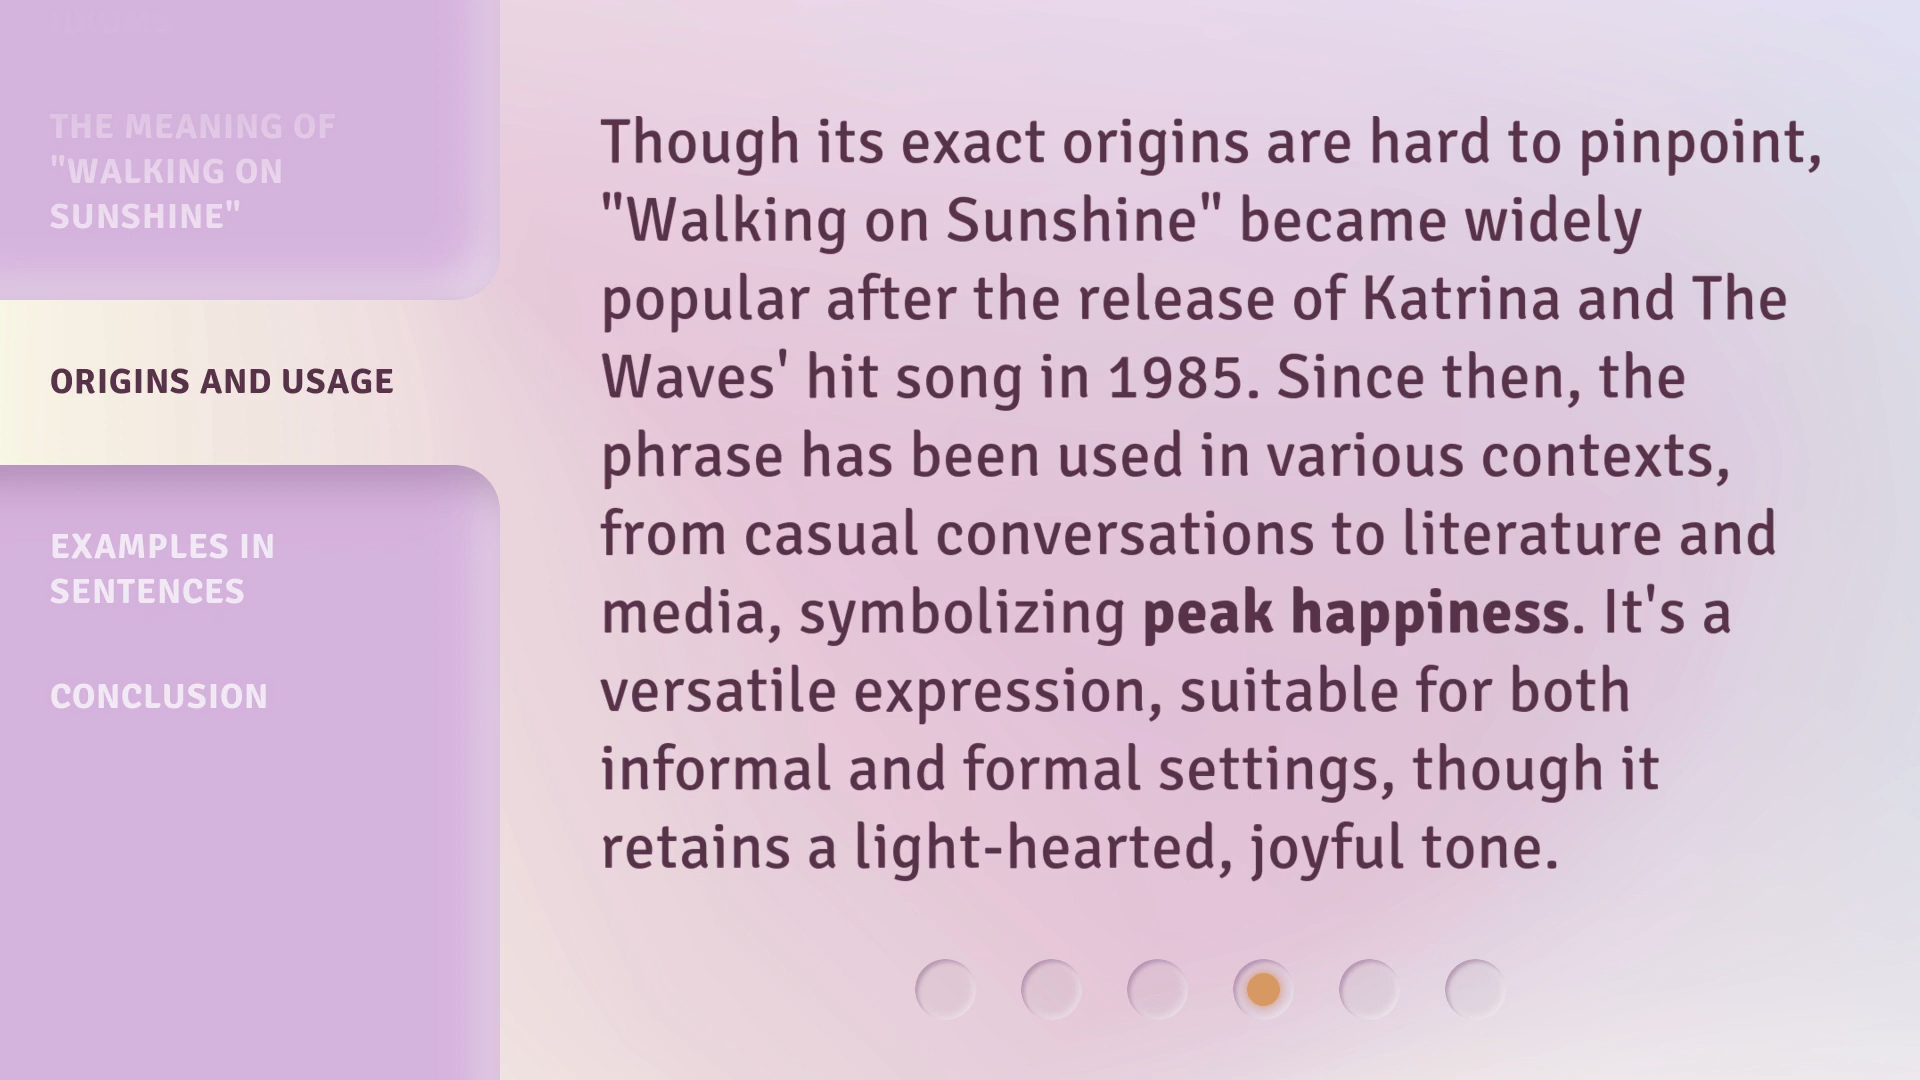 THE MEANING OF
"WALKING ON
SUNSHINE"
ORIGINS AND USAGE
EXAMPLES IN
SENTENCES
CONCLUSION
Though its exact origins are hard to pinpoint,
"Walking on Sunshine" became widely
popular after the release of Katrina and The
Waves' hit song in 1985. Since then, the
phrase has been used in various contexts,
from casual conversations to literature and
media, symbolizing peak happiness. It's a
versatile expression, suitable for both
informal and formal settings, though it
retains a light-hearted, joyful tone.